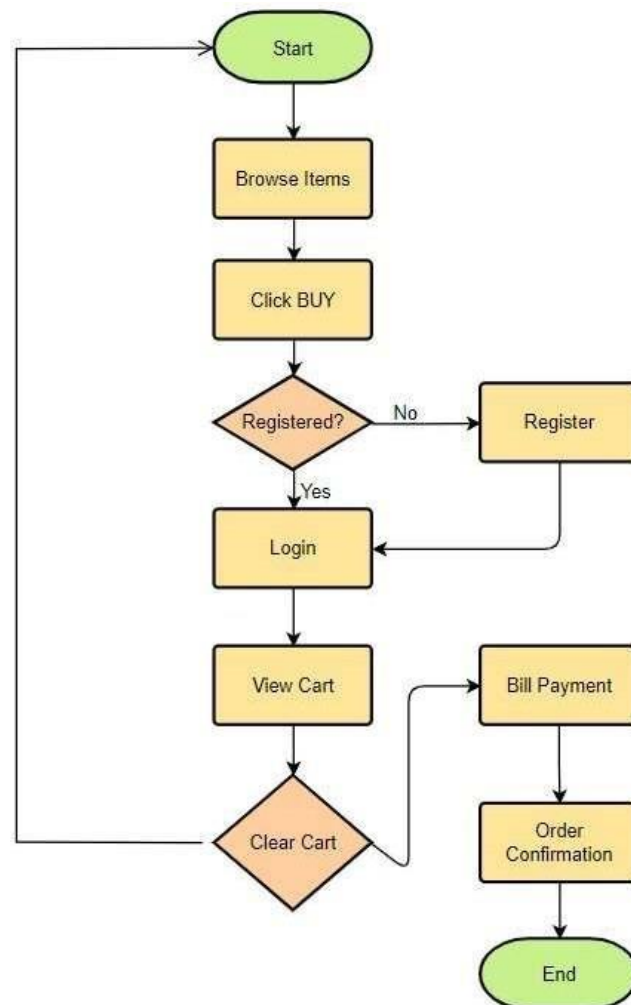 Start
Browse Items
Click BUY
Registered?
No
Register
Yes
Login
View Cart
Bill Payment
Clear Cart
Order
Confirmation
End